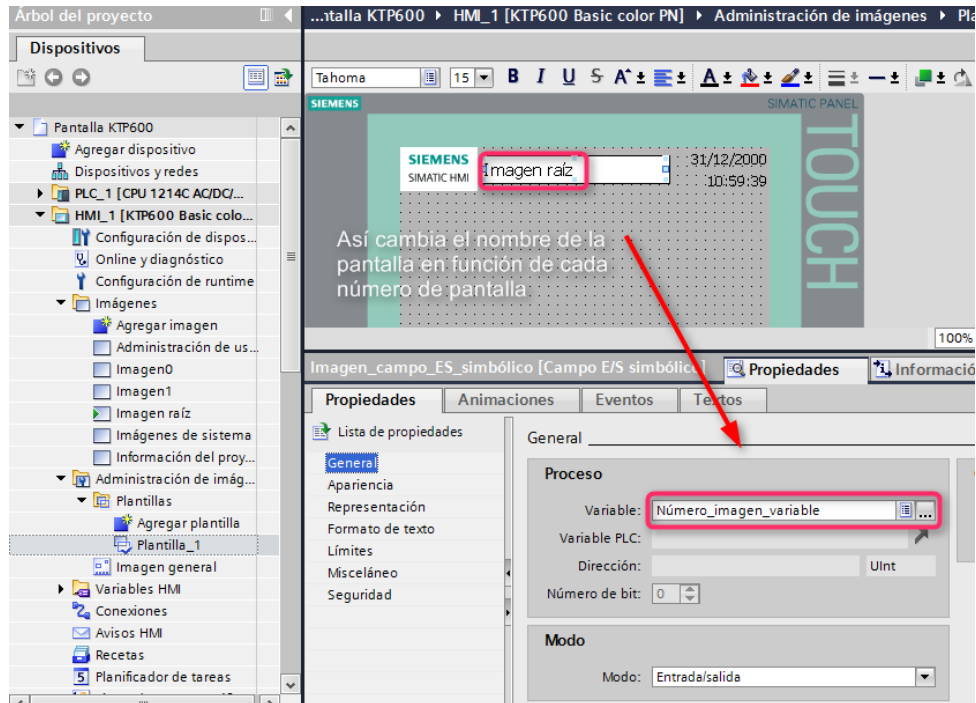 Árbol del proyecto
...ntalla KTP600 ▸ HMI_1 [KTP600 Basic color PN] ▸ Administración de imágenes ▸ Pla
Dispositivos
Tahoma
15
B I U S A
SIEMENS
SIMATIC PANEL
TOUCH
Pantalla KTP600
Agregar dispositivo
Dispositivos y redes
PLC_1 [CPU 1214C AC/DC/...
HMI_1 [KTP600 Basic colo...
Configuración de dispos...
Online y diagnóstico
Configuración de runtime
Imágenes
Agregar imagen
Administración de us...
Imagen0
Imagen1
Imagen raíz
Imágenes de sistema
Información del proy...
Administración de imág...
Plantillas
Agregar plantilla
Plantilla_1
Imagen general
Variables HMI
Conexiones
Avisos HMI
Recetas
Planificador de tareas
SIEMENS
SIMATIC HMI
Imagen raíz
31/12/2000
10:59:39
Así cambia el nombre de la
pantalla en función de cada
número de pantalla.
100%
Imagen_campo_ES_simbólico [Campo E/S simbólico]
Propiedades
Informació
Propiedades
Animaciones
Eventos
Textos
Lista de propiedades
General
Apariencia
Representación
Formato de texto
Límites
Misceláneo
Seguridad
General
Proceso
Variable: Número_imagen_variable
...
Variable PLC:
Dirección:
UInt
Número de bit: 0
Modo
Modo: Entrada/salida